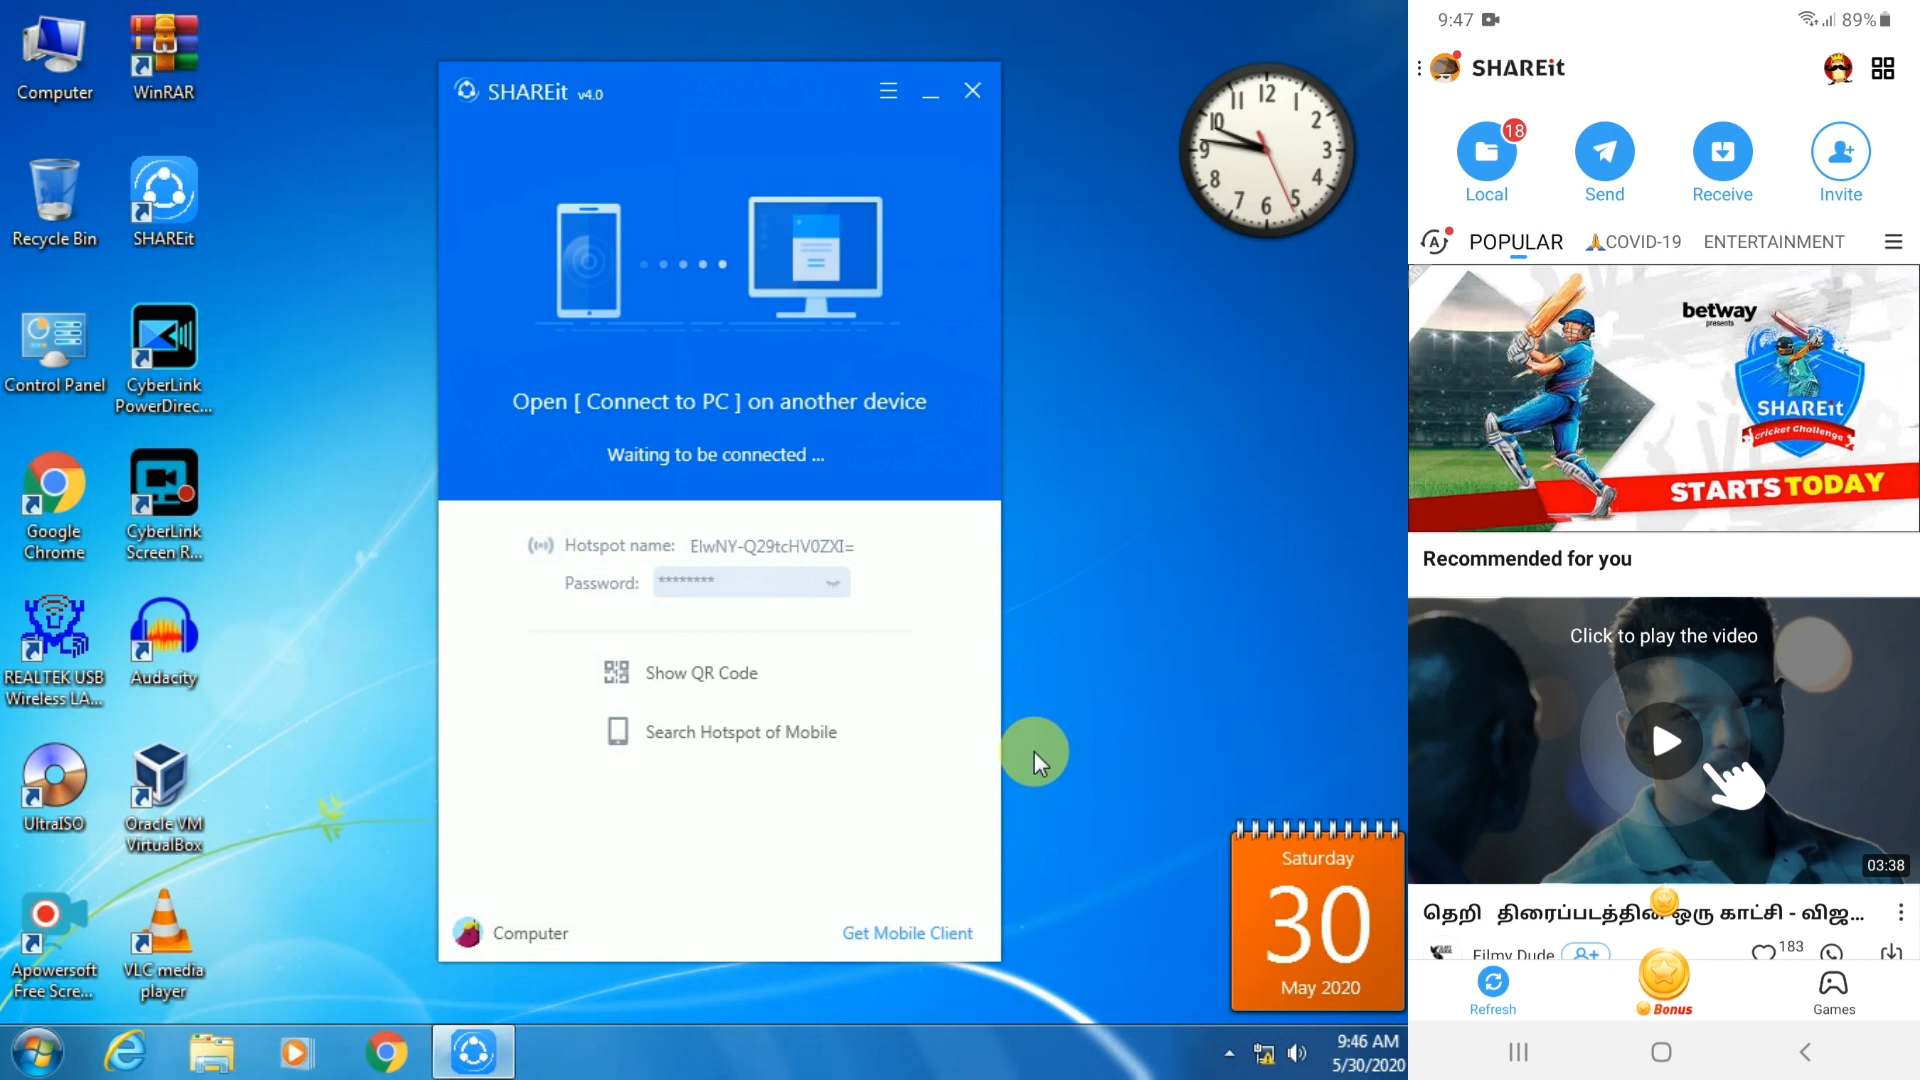 Computer
WinRAR
Recycle Bin
SHAREit
Control Panel
CyberLink
PowerDirec...
Google
Chrome
CyberLink
Screen R...
REALTEK USB
Wireless LA...
Audacity
UltraISO
Oracle VM
VirtualBox
Apowersoft
Free Scre...
VLC media
player
SHAREit v4.0
Open [ Connect to PC ] on another device
Waiting to be connected ...
Hotspot name: ElwNY-Q29tcHV0ZXI=
Password: ********
Show QR Code
Search Hotspot of Mobile
Computer
Get Mobile Client
12
1
2
3
4
5
6
7
8
9
10
11
Saturday
30
May 2020
9:46 AM
5/30/2020
9:47
89%
SHAREit
18
Local
Send
Receive
Invite
A
POPULAR
COVID-19
ENTERTAINMENT
AD
betway
presents
SHAREit
cricket Challenge
STARTS TODAY
Recommended for you
Click to play the video
03:38
தெறி திரைப்படத்தின் ஒரு காட்சி - விஜ...
Filmy Dude
183
Refresh
Bonus
Games